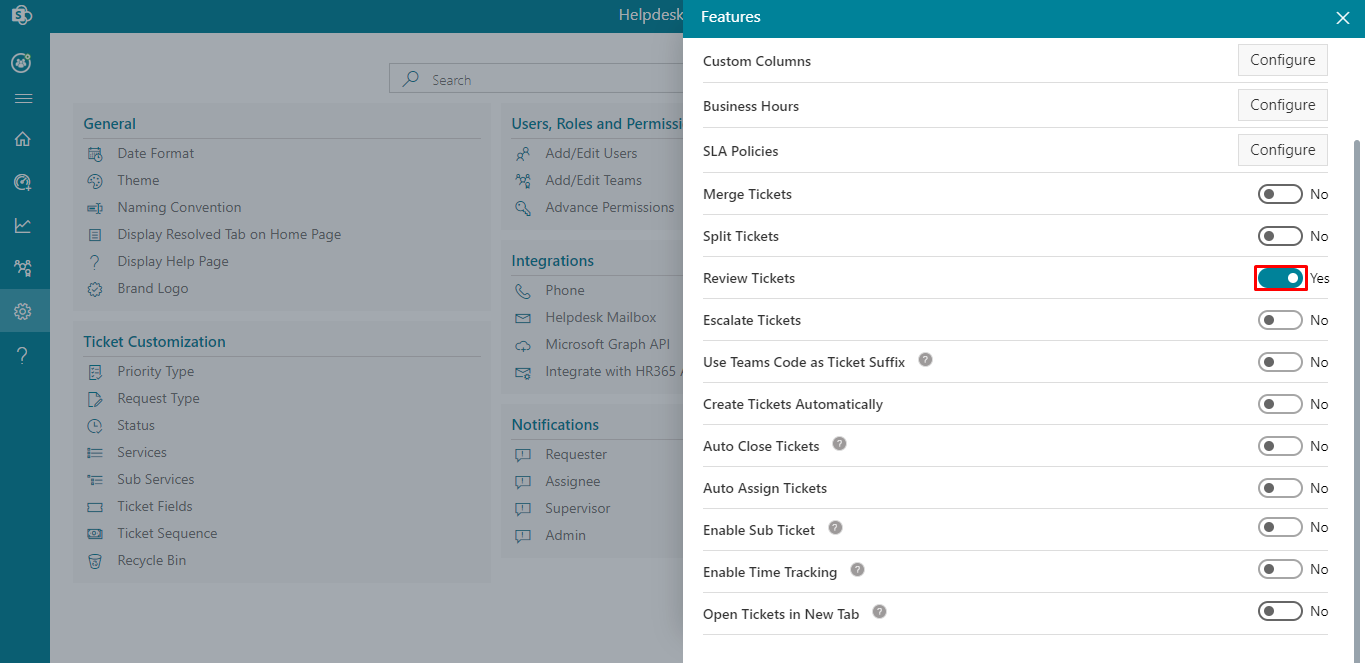 Helpdesk
Search
General
Date Format
Theme
Naming Convention
Display Resolved Tab on Home Page
Display Help Page
Brand Logo
Ticket Customization
Priority Type
Request Type
Status
Services
Sub Services
Ticket Fields
Ticket Sequence
Recycle Bin
Users, Roles and Permissi
Add/Edit Users
Add/Edit Teams
Advance Permissions
Integrations
Phone
Helpdesk Mailbox
Microsoft Graph API
Integrate with HR365 A
Notifications
Requester
Assignee
Supervisor
Admin
Features
Custom Columns Configure
Business Hours Configure
SLA Policies Configure
Merge Tickets No
Split Tickets No
Review Tickets Yes
Escalate Tickets No
Use Teams Code as Ticket Suffix ? No
Create Tickets Automatically No
Auto Close Tickets ? No
Auto Assign Tickets No
Enable Sub Ticket ? No
Enable Time Tracking ? No
Open Tickets in New Tab ? No